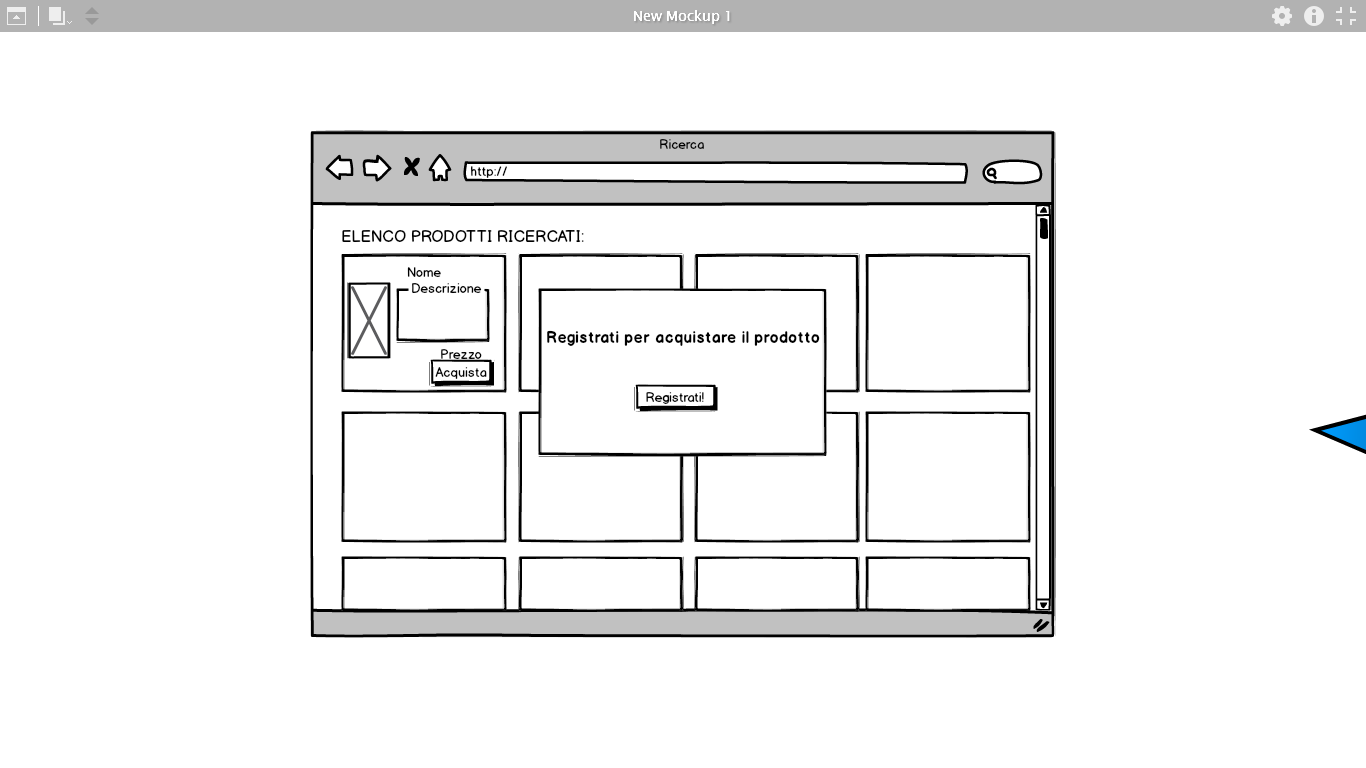 New Mockup 1
Ricerca
http://
ELENCO PRODOTTI RICERCATI:
Nome
Descrizione
Prezzo
Acquista
Registrati per acquistare il prodotto
Registrati!